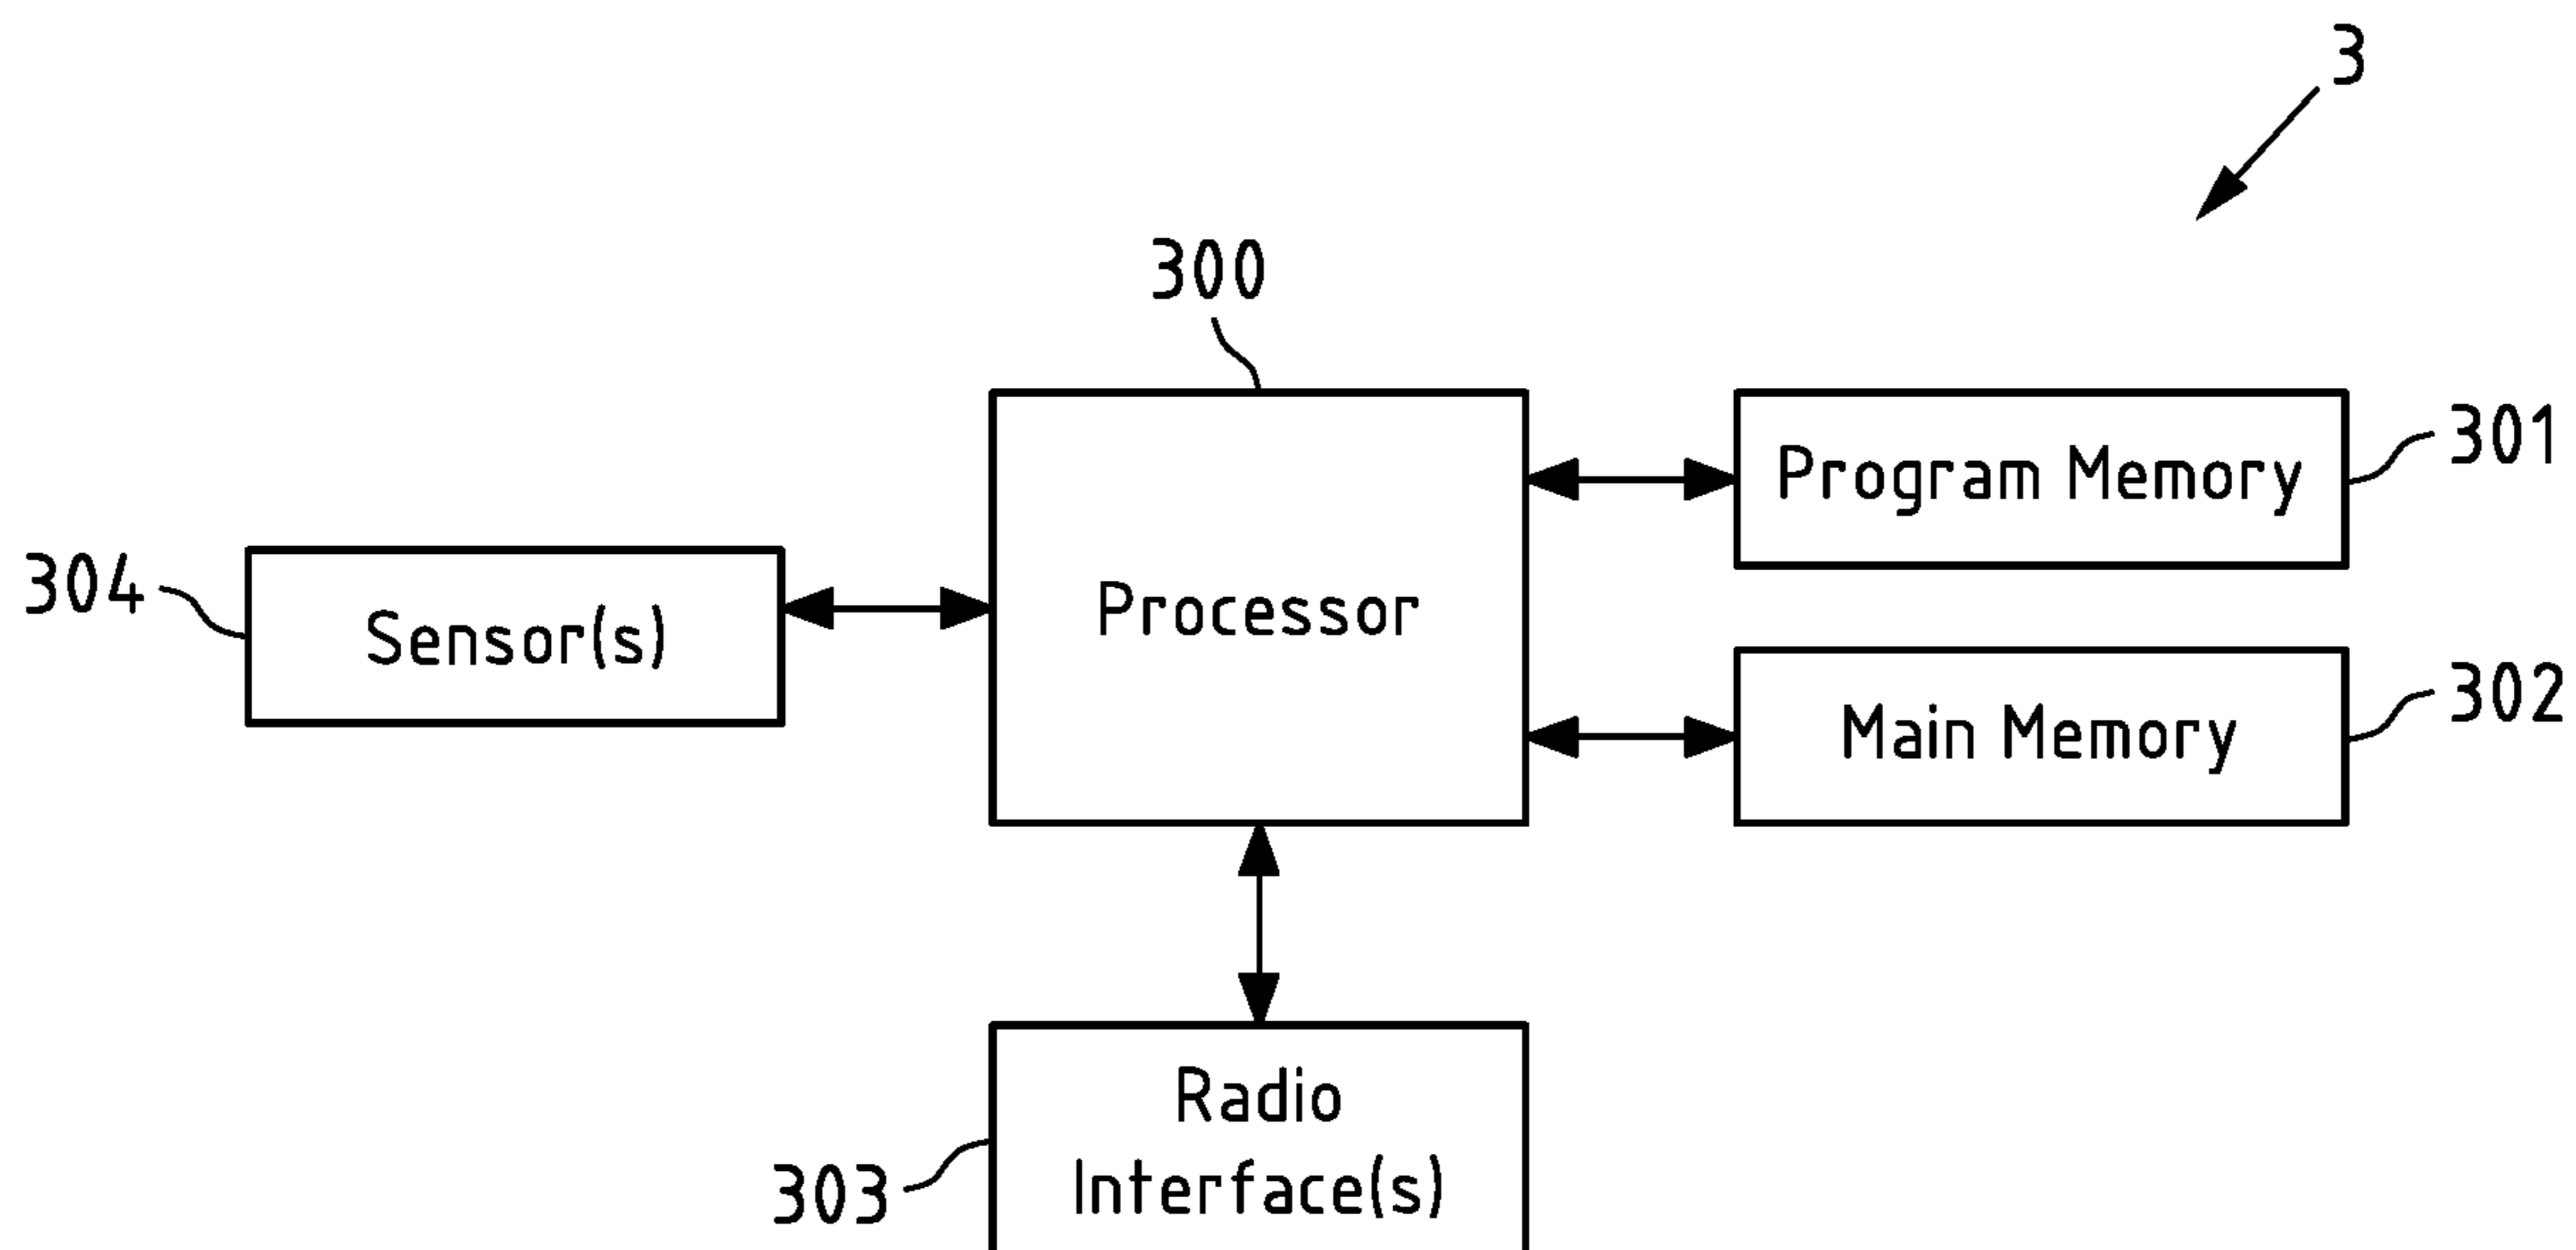 3
300
Program Memory
301
304
Sensor(s)
Processor
Main Memory
302
Radio
Interface(s)
303